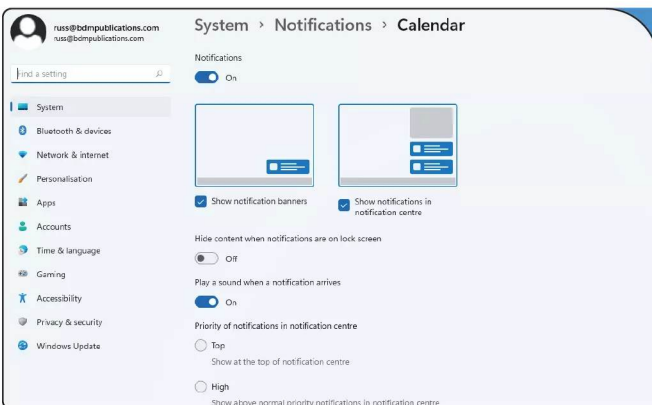 russ@bdmpublications.com
russ@bdmpublications.com
Find a setting
System
Bluetooth & devices
Network & internet
Personalisation
Apps
Accounts
Time & language
Gaming
Accessibility
Privacy & security
Windows Update
System > Notifications > Calendar
Notifications
On
Show notification banners
Show notifications in
notification centre
Hide content when notifications are on lock screen
Off
Play a sound when a notification arrives
On
Priority of notifications in notification centre
Top
Show at the top of notification centre
High
Show above normal priority notifications in notification centre